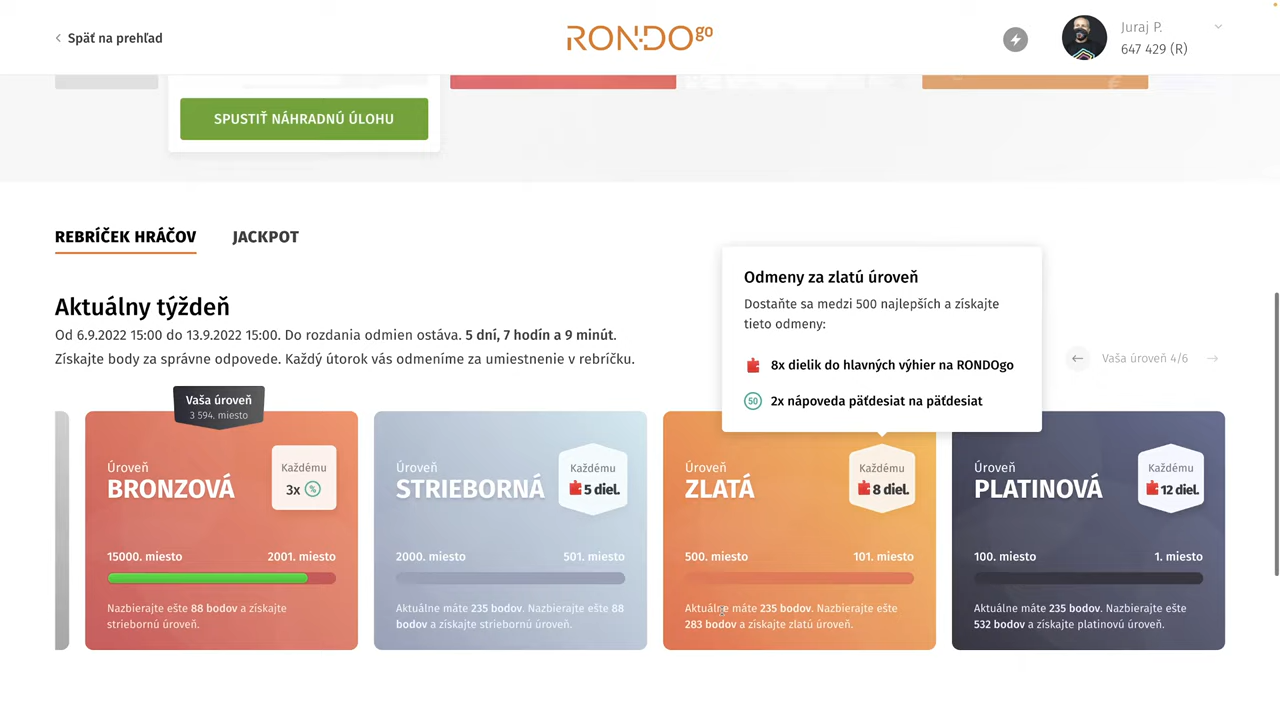 Späť na prehľad
RONDOgo
Juraj P.
647 429 (R)
SPUSTIŤ NÁHRADNÚ ÚLOHU
REBRÍČEK HRÁČOV
JACKPOT
Aktuálny týždeň
Od 6.9.2022 15:00 do 13.9.2022 15:00. Do rozdania odmien ostáva. 5 dní, 7 hodín a 9 minút.
Získajte body za správne odpovede. Každý útorok vás odmeníme za umiestnenie v rebríčku.
Odmeny za zlatú úroveň
Dostaňte sa medzi 500 najlepších a získajte
tieto odmeny:
8x dielik do hlavných výhier na RONDOgo
50 2x nápoveda päťdesiat na päťdesiat
Vaša úroveň 4/6
Vaša úroveň
3 594. miesto
Úroveň
BRONZOVÁ
Každému
3x %
15000. miesto
2001. miesto
Nazbierajte ešte 88 bodov a získajte
striebornú úroveň.
Úroveň
STRIEBORNÁ
Každému
5 diel.
2000. miesto
501. miesto
Aktuálne máte 235 bodov. Nazbierajte ešte 88
bodov a získajte striebornú úroveň.
Úroveň
ZLATÁ
Každému
8 diel.
500. miesto
101. miesto
Aktuálne máte 235 bodov. Nazbierajte ešte
283 bodov a získajte zlatú úroveň.
Úroveň
PLATINOVÁ
Každému
12 diel.
100. miesto
1. miesto
Aktuálne máte 235 bodov. Nazbierajte ešte
532 bodov a získajte platinovú úroveň.